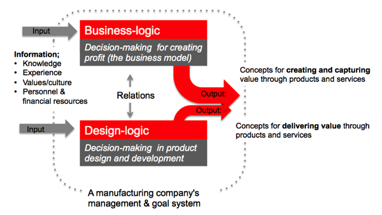 Input
Business-logic
Decision-making for creating
profit (the business model)
Information;
• Knowledge
• Experience
• Values/culture
• Personnel &
financial resources
Relations
Output:
Output:
Concepts for creating and capturing
value through products and services
Concepts for delivering value through
products and services
Input
Design-logic
Decision-making in product
design and development
A manufacturing company's
management & goal system